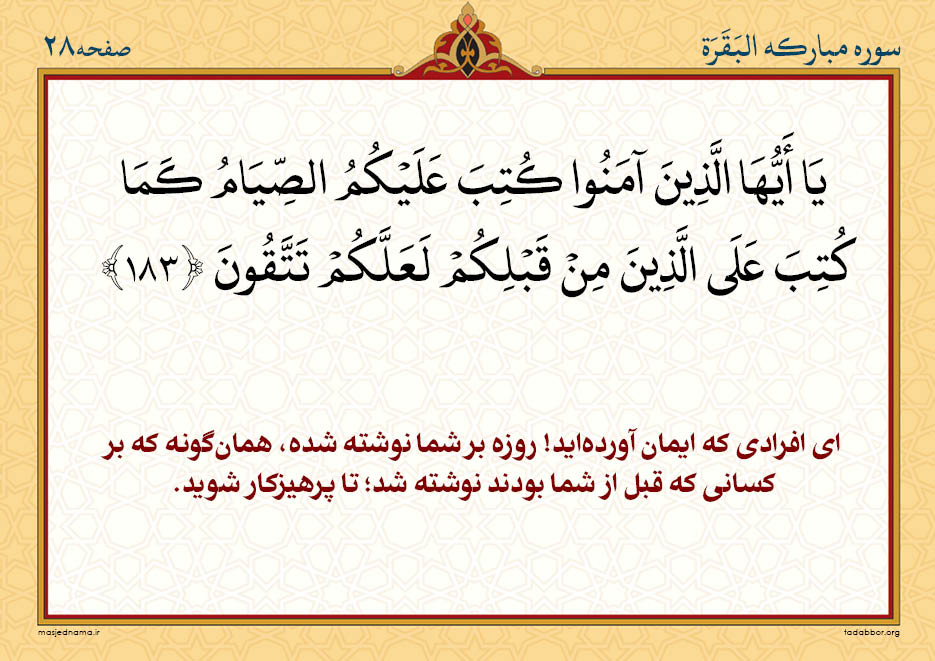 سوره مبارکه البَقَرَة
صفحه۲۸
يَا أَيُّهَا الَّذِينَ آمَنُوا كُتِبَ عَلَيْكُمُ الصِّيَامُ كَمَا
كُتِبَ عَلَى الَّذِينَ مِنْ قَبْلِكُمْ لَعَلَّكُمْ تَتَّقُونَ ﴿۱۸۳﴾
ای افرادی که ایمان آورده‌اید! روزه بر شما نوشته شده، همان‌گونه که بر
کسانی که قبل از شما بودند نوشته شد؛ تا پرهیزکار شوید.
masjednama.ir
tadabbor.org